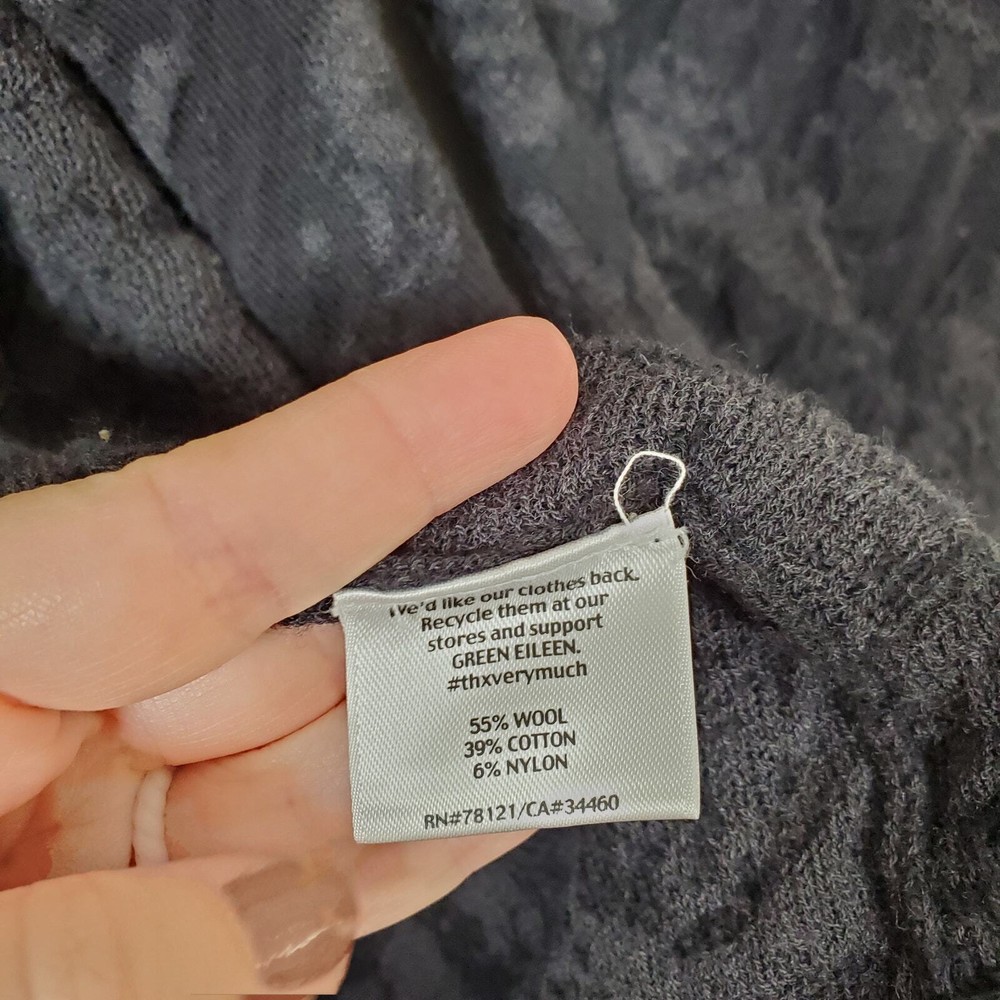 We'd like our clothes back.
Recycle them at our
stores and support
GREEN EILEEN.
#thxverymuch
55% WOOL
39% COTTON
6% NYLON
RN#78121/CA#34460